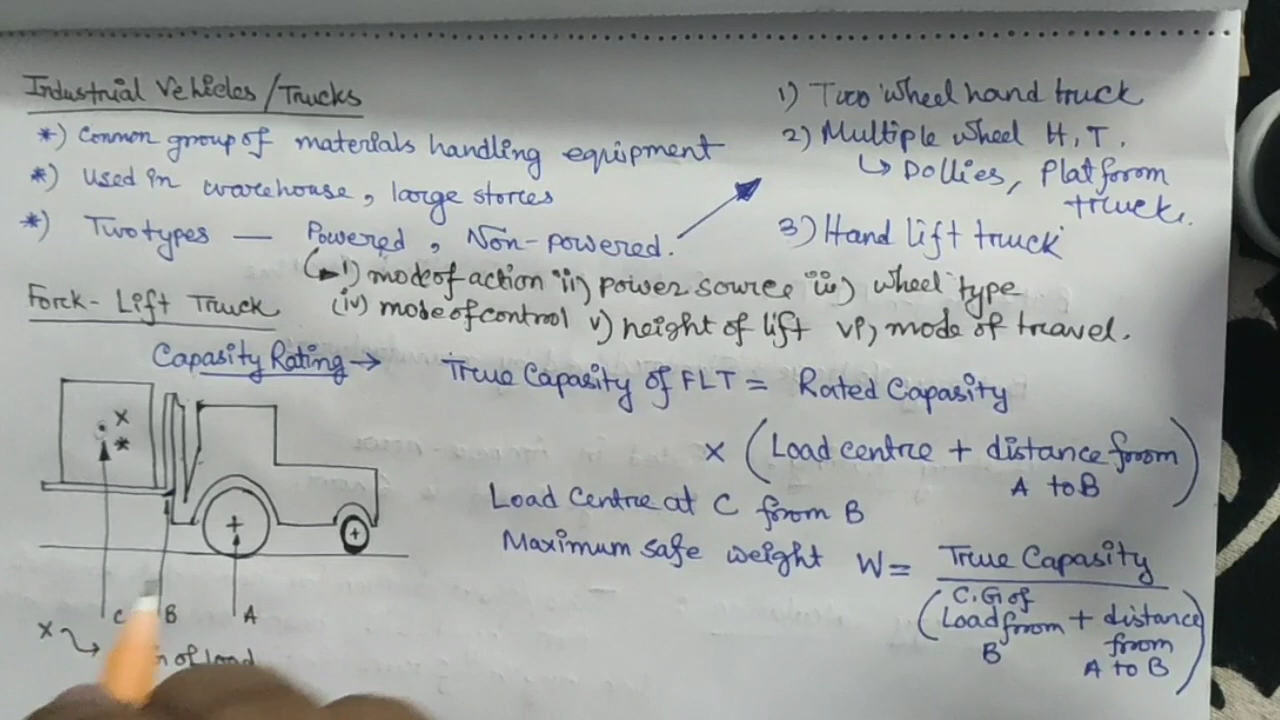 Industrial Vehicles/Trucks
*) Common group of materials handling equipment
*) Used in warehouse, large stores
*) Two types — Powered, Non-powered.
1) Two wheel hand truck
2) Multiple wheel H.T.
↳ Dollies, Platform
truck.
3) Hand lift truck
i) mode of action ii) power source iii) wheel type
(iv) mode of control v) height of lift vi) mode of travel.
Fork-Lift Truck
Capasity Rating → True Capasity of FLT = Rated Capasity
× (Load centre + distance from
A to B)
Load Centre at C from B
Maximum safe weight W = True Capasity
(C.G of
Load from + distance
B from
A to B)
x
*
C B A
x of load